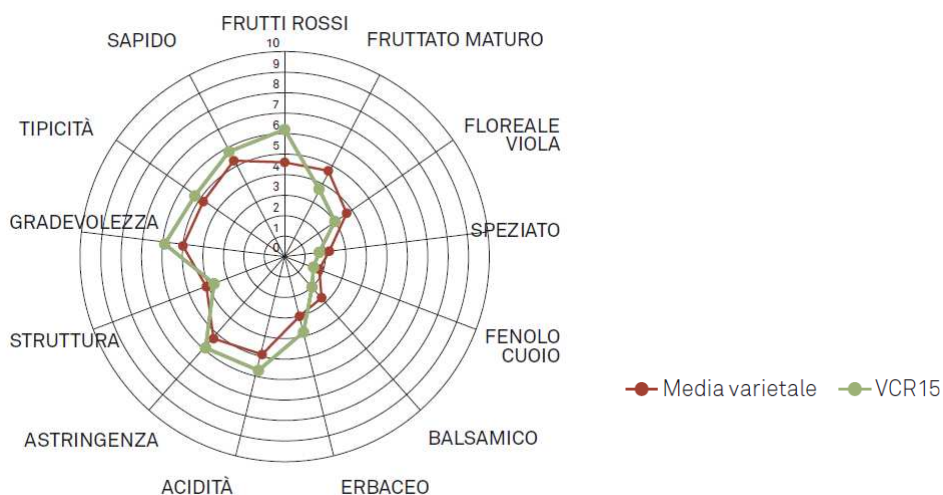 FRUTTI ROSSI
SAPIDO
FRUTTATO MATURO
10
9
8
7
6
5
4
3
2
1
0
TIPICITÀ
FLOREALE
VIOLA
GRADEVOLEZZA
SPEZIATO
STRUTTURA
FENOLO
CUOIO
Media varietale
VCR15
ASTRINGENZA
BALSAMICO
ACIDITÀ
ERBACEO